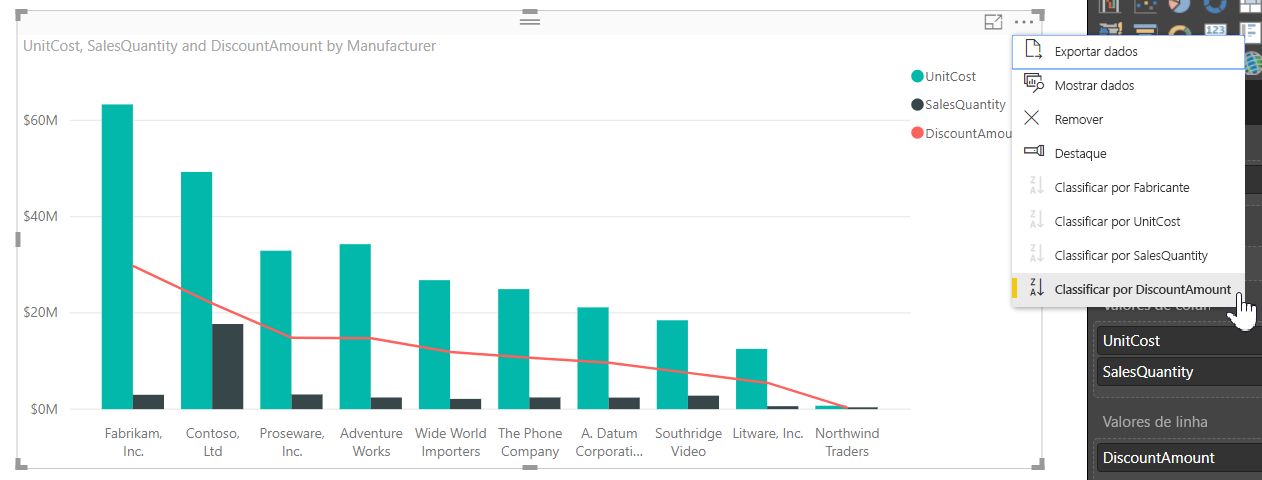 UnitCost, SalesQuantity and DiscountAmount by Manufacturer
UnitCost
SalesQuantity
DiscountAmou
$60M
$40M
$20M
$0M
Fabrikam, Inc.
Contoso, Ltd
Proseware, Inc.
Adventure Works
Wide World Importers
The Phone Company
A. Datum Corporati...
Southridge Video
Litware, Inc.
Northwind Traders
123
Exportar dados
Mostrar dados
Remover
Destaque
Classificar por Fabricante
Classificar por UnitCost
Classificar por SalesQuantity
Classificar por DiscountAmount
Valores de colun
UnitCost
SalesQuantity
Valores de linha
DiscountAmount